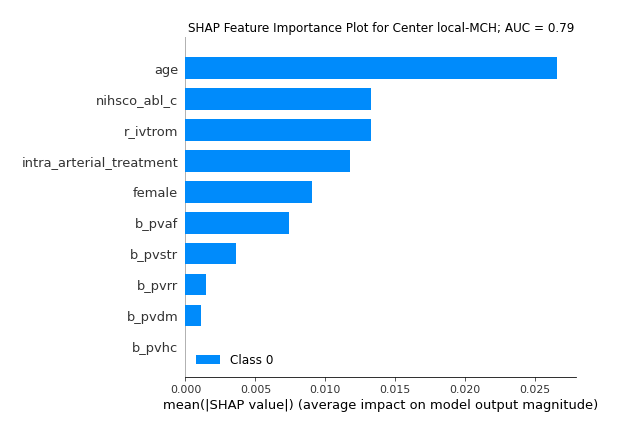 SHAP Feature Importance Plot for Center local-MCH; AUC = 0.79
age
nihsco_abl_c
r_ivtrom
intra_arterial_treatment
female
b_pvaf
b_pvstr
b_pvrr
b_pvdm
b_pvhc
Class 0
0.000 0.005 0.010 0.015 0.020 0.025
mean(|SHAP value|) (average impact on model output magnitude)